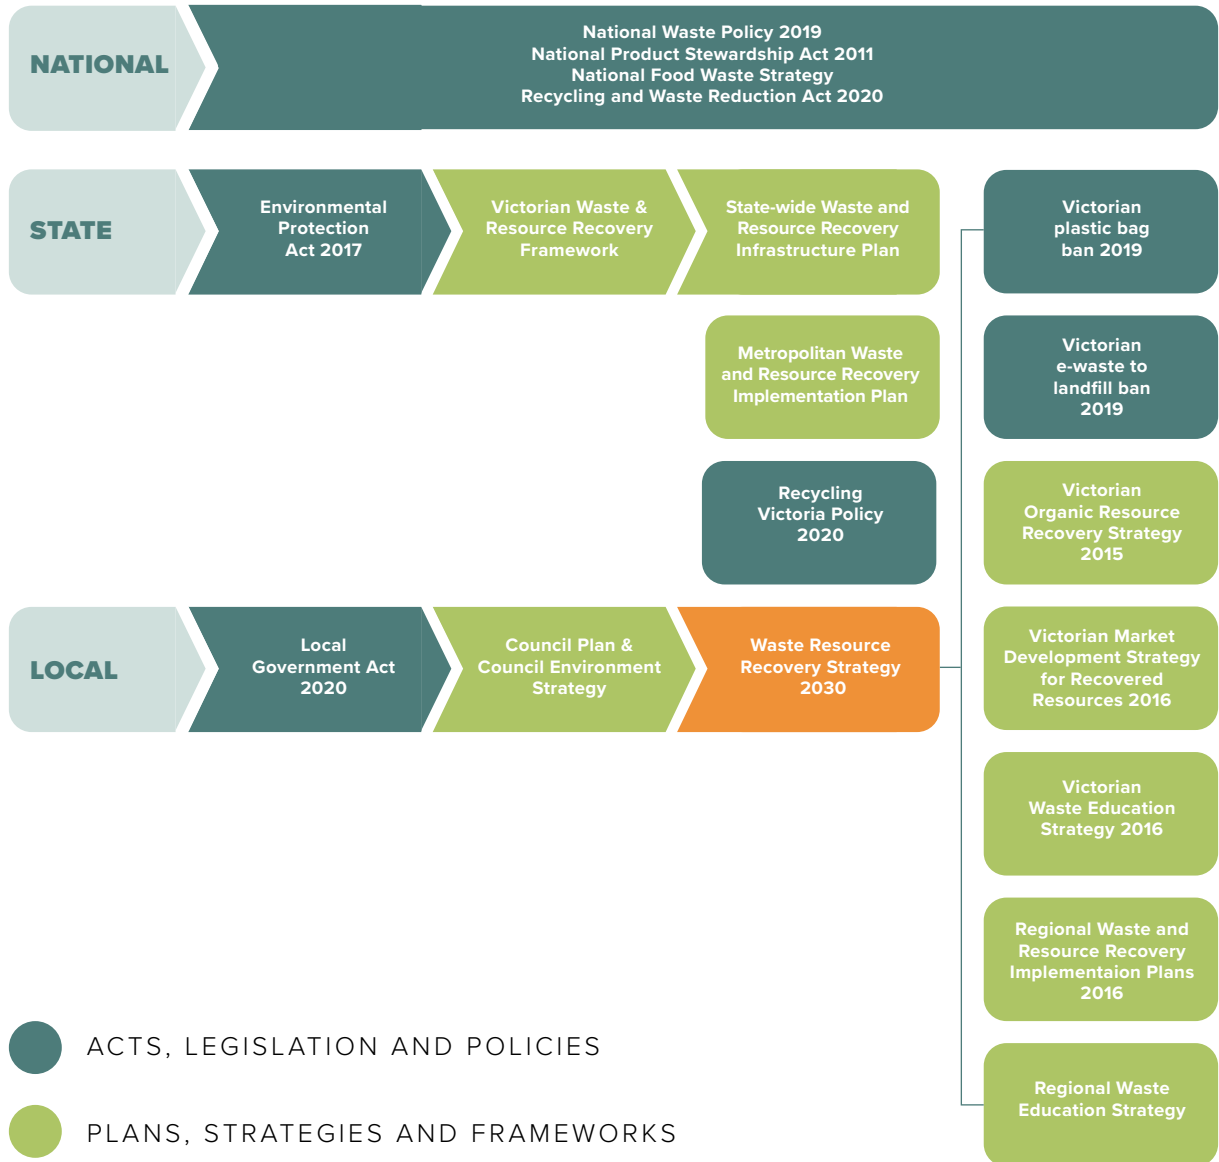 NATIONAL
National Waste Policy 2019
National Product Stewardship Act 2011
National Food Waste Strategy
Recycling and Waste Reduction Act 2020
STATE
Environmental
Protection
Act 2017
Victorian Waste &
Resource Recovery
Framework
State-wide Waste and
Resource Recovery
Infrastructure Plan
Metropolitan Waste
and Resource Recovery
Implementation Plan
Recycling
Victoria Policy
2020
LOCAL
Local
Government Act
2020
Council Plan &
Council Environment
Strategy
Waste Resource
Recovery Strategy
2030
Victorian
plastic bag
ban 2019
Victorian
e-waste to
landfill ban
2019
Victorian
Organic Resource
Recovery Strategy
2015
Victorian Market
Development Strategy
for Recovered
Resources 2016
Victorian
Waste Education
Strategy 2016
Regional Waste and
Resource Recovery
Implementaion Plans
2016
Regional Waste
Education Strategy
ACTS, LEGISLATION AND POLICIES
PLANS, STRATEGIES AND FRAMEWORKS